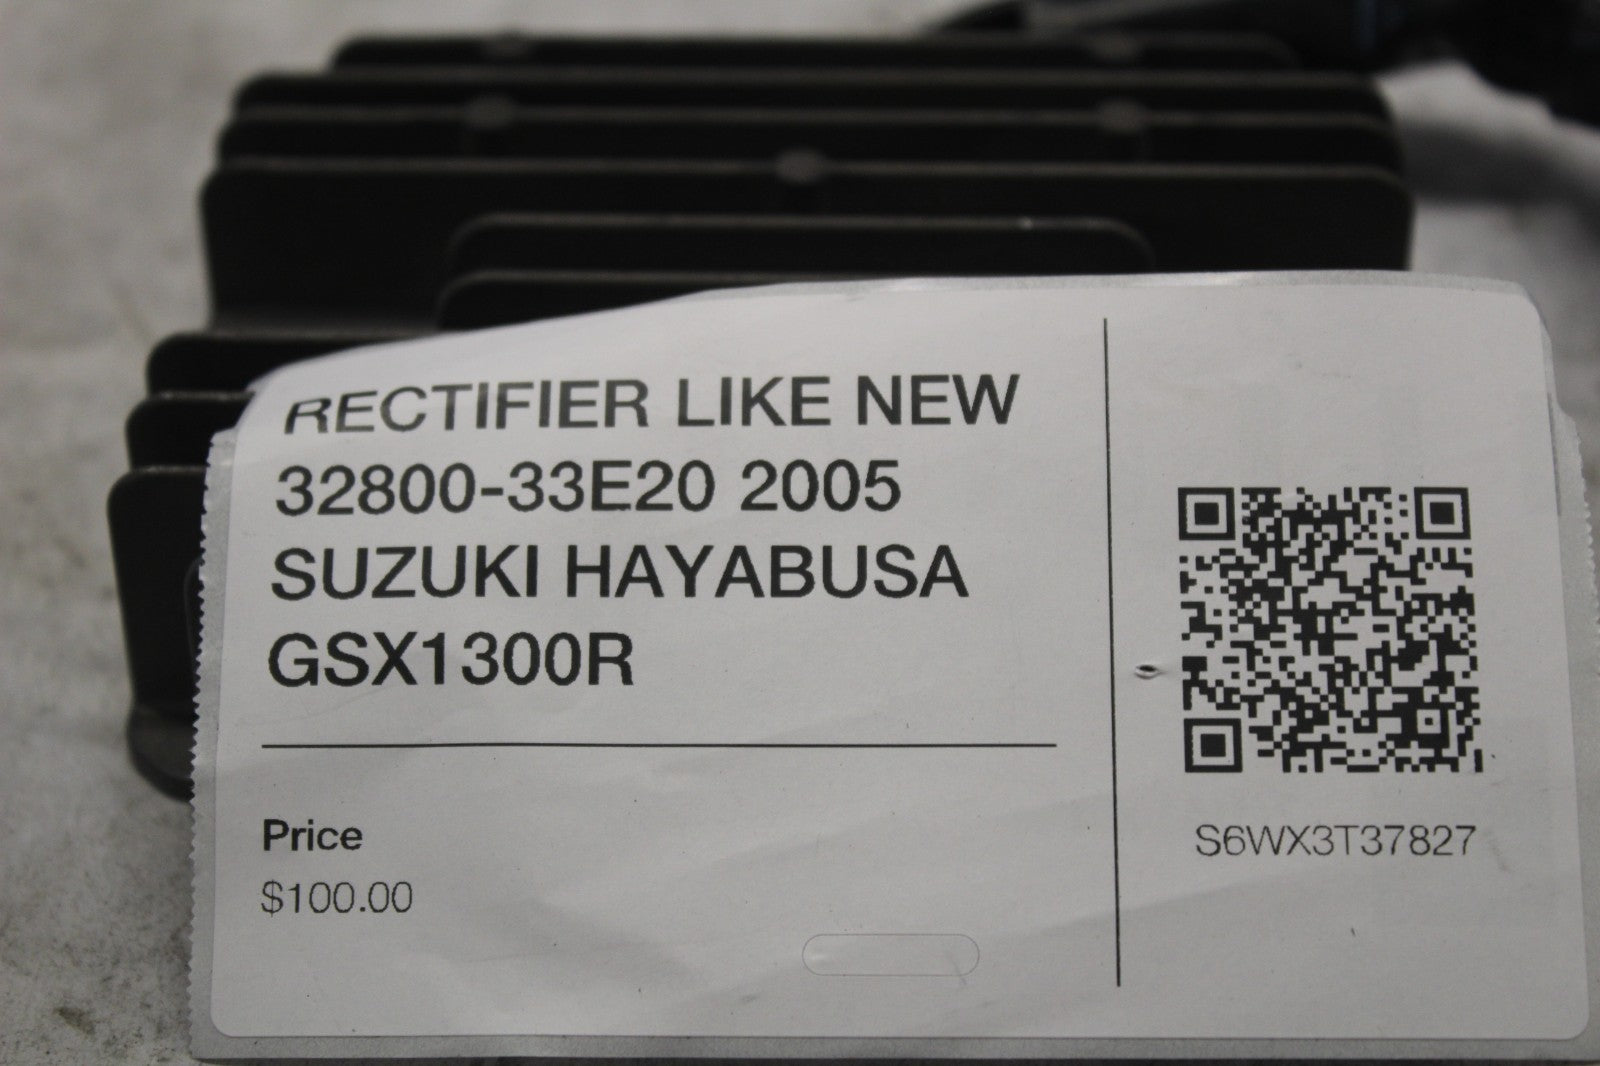 RECTIFIER LIKE NEW
32800-33E20 2005
SUZUKI HAYABUSA
GSX1300R
Price
$100.00
S6WX3T37827